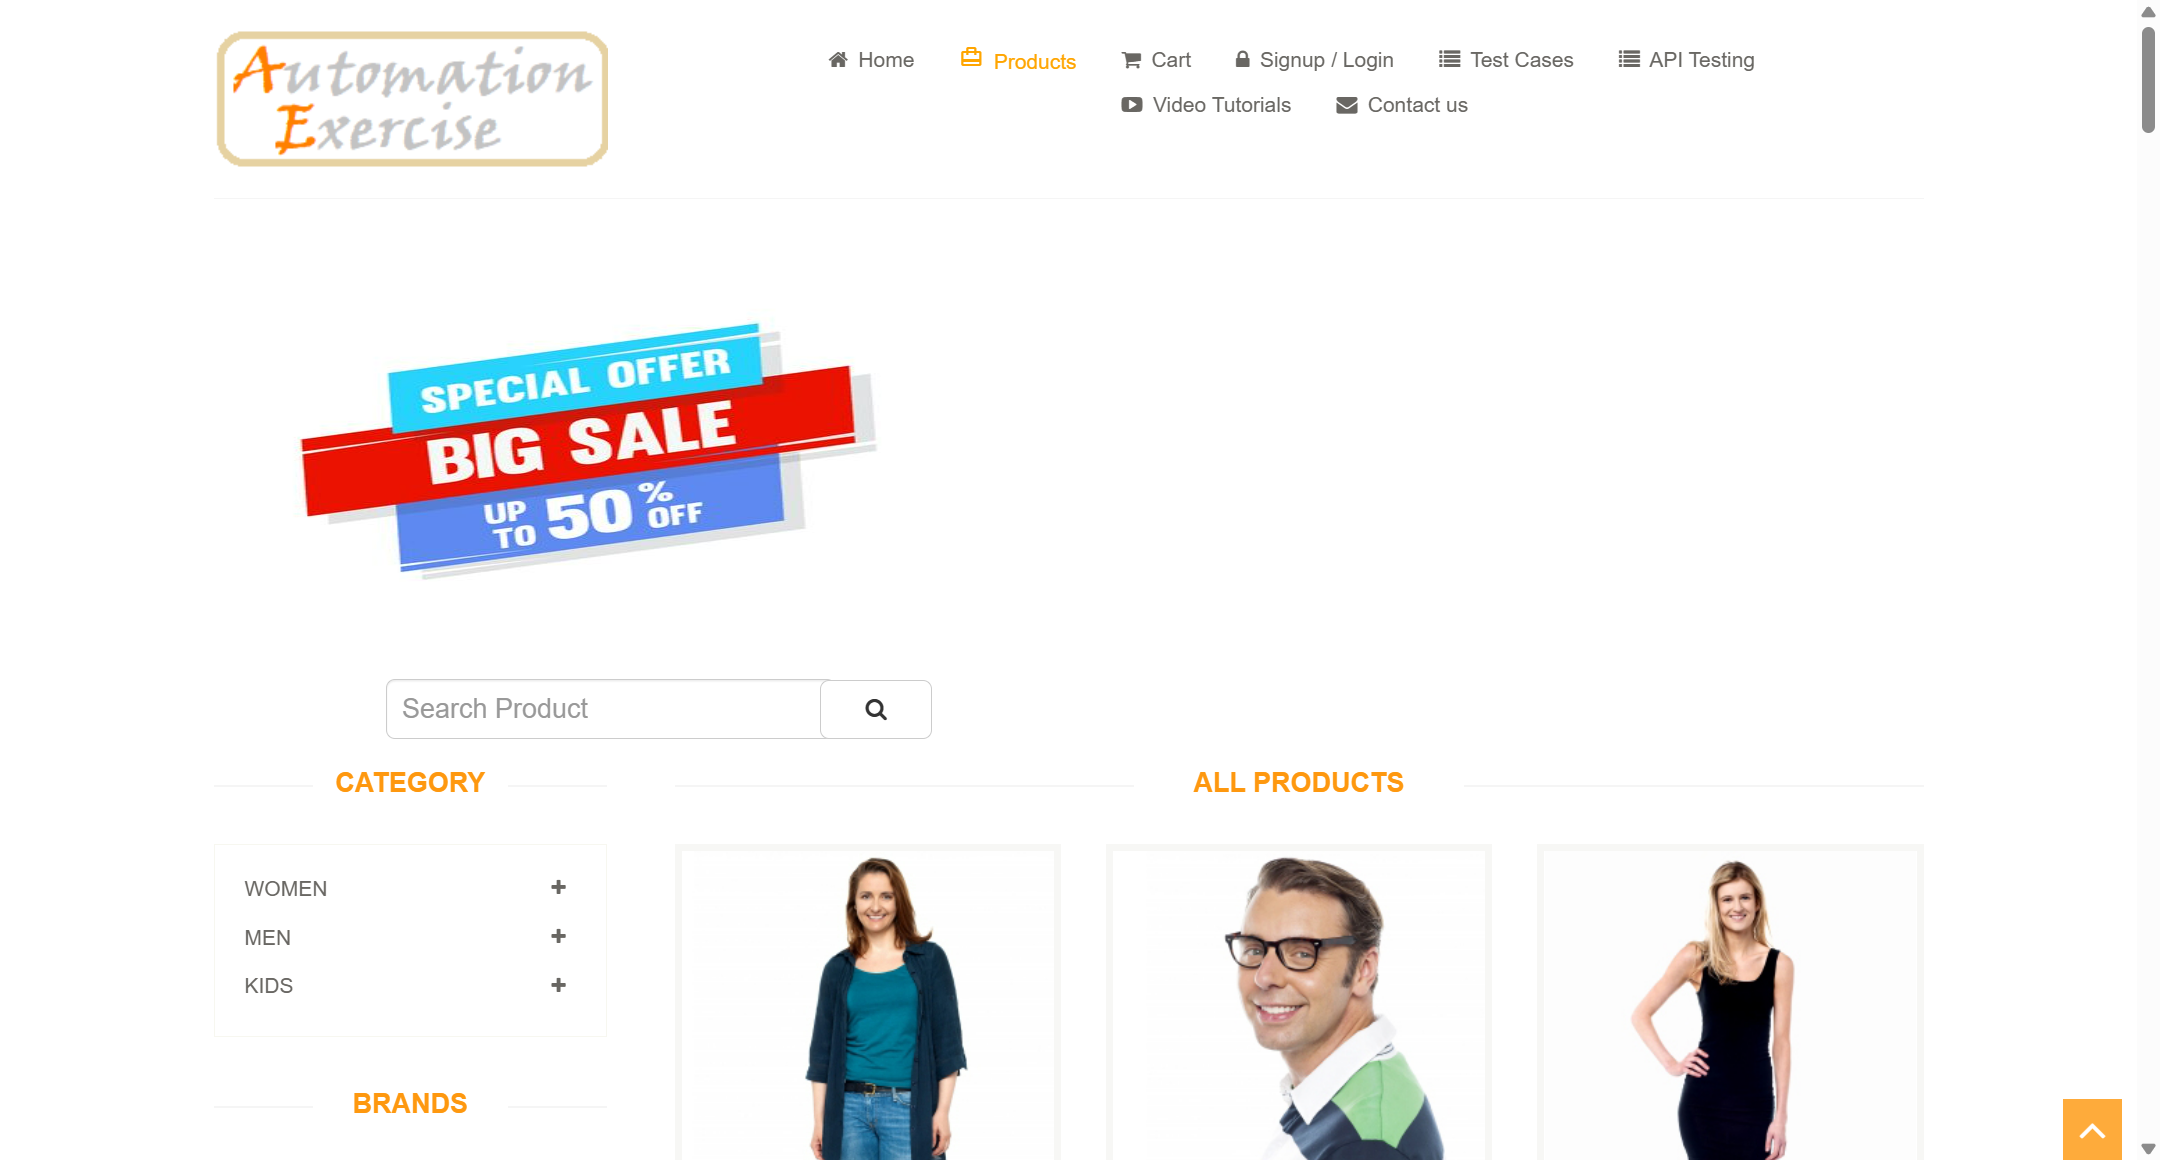 Automation
Exercise
Home
Products
Cart
Signup / Login
Test Cases
API Testing
Video Tutorials
Contact us
SPECIAL OFFER
BIG SALE
UP TO 50% OFF
Search Product
CATEGORY
ALL PRODUCTS
WOMEN
MEN
KIDS
BRANDS